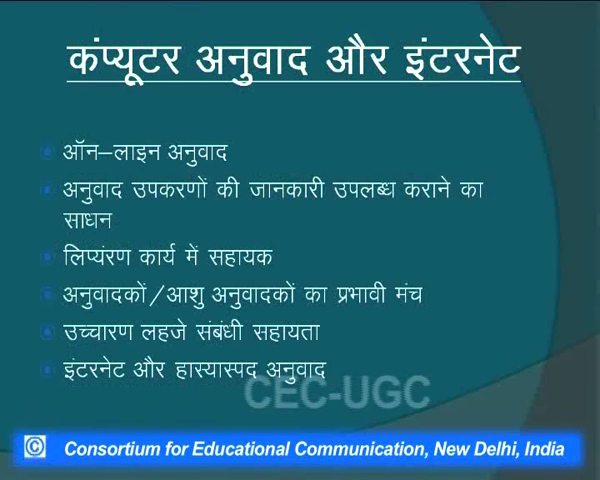 कंप्यूटर अनुवाद और इंटरनेट
ऑन–लाइन अनुवाद
अनुवाद उपकरणों की जानकारी उपलब्ध कराने का
साधन
लिप्यंरण कार्य में सहायक
अनुवादकों/आशु अनुवादकों का प्रभावी मंच
उच्चारण लहजे संबंधी सहायता
इंटरनेट और हास्यास्पद अनुवाद
CEC-UGC
© Consortium for Educational Communication, New Delhi, India